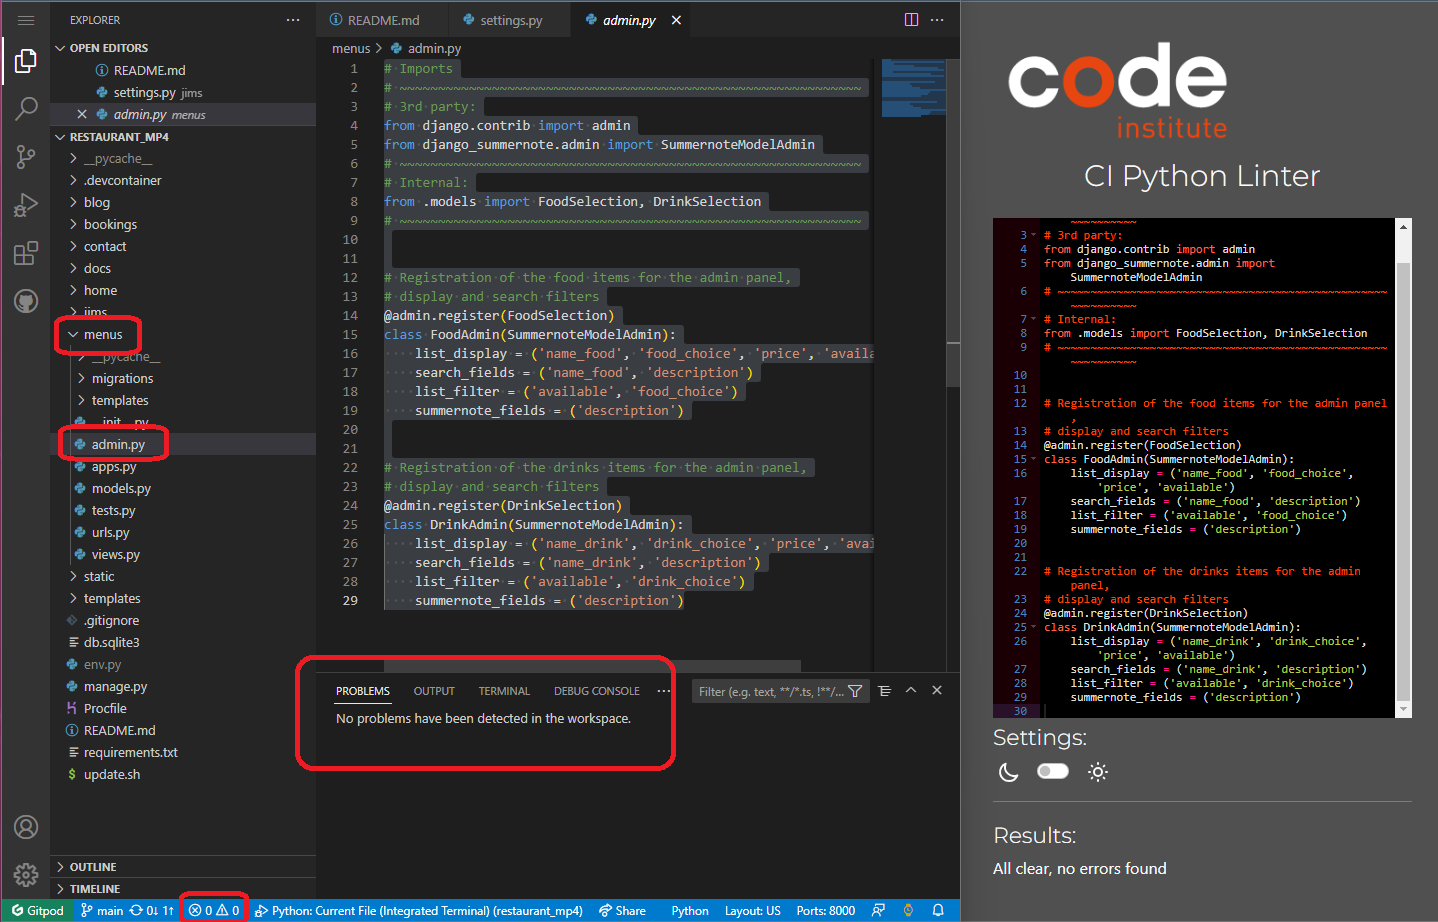 EXPLORER
OPEN EDITORS
README.md
settings.py jims
admin.py menus
RESTAURANT_MP4
__pycache__
.devcontainer
blog
bookings
contact
docs
home
jims
menus
__pycache__
migrations
templates
__init__.py
admin.py
apps.py
models.py
tests.py
urls.py
views.py
static
templates
.gitignore
db.sqlite3
env.py
manage.py
Procfile
README.md
requirements.txt
$ update.sh
OUTLINE
TIMELINE
README.md
settings.py
admin.py
menus > admin.py
1 # Imports
2 # ~~~~~~~~~~~~~~~~~~~~~~~~~~~~~~~~~~~~~~~~~~~~~~~~~~~~~~~~~~~~
3 # 3rd party:
4 from django.contrib import admin
5 from django_summernote.admin import SummernoteModelAdmin
6 # ~~~~~~~~~~~~~~~~~~~~~~~~~~~~~~~~~~~~~~~~~~~~~~~~~~~~~~~~~~~~
7 # Internal:
8 from .models import FoodSelection, DrinkSelection
9 # ~~~~~~~~~~~~~~~~~~~~~~~~~~~~~~~~~~~~~~~~~~~~~~~~~~~~~~~~~~~~
10
11
12 # Registration of the food items for the admin panel,
13 # display and search filters
14 @admin.register(FoodSelection)
15 class FoodAdmin(SummernoteModelAdmin):
16 list_display = ('name_food', 'food_choice', 'price', 'availa
17 search_fields = ('name_food', 'description')
18 list_filter = ('available', 'food_choice')
19 summernote_fields = ('description')
20
21
22 # Registration of the drinks items for the admin panel,
23 # display and search filters
24 @admin.register(DrinkSelection)
25 class DrinkAdmin(SummernoteModelAdmin):
26 list_display = ('name_drink', 'drink_choice', 'price', 'avai
27 search_fields = ('name_drink', 'description')
28 list_filter = ('available', 'drink_choice')
29 summernote_fields = ('description')
PROBLEMS OUTPUT TERMINAL DEBUG CONSOLE
Filter (e.g. text, **/*.ts, !**/...
No problems have been detected in the workspace.
Gitpod main 0↓ 1↑ 0 0 Python: Current File (Integrated Terminal) (restaurant_mp4) Share Python Layout: US Ports: 8000
code
institute
CI Python Linter
~~~~~~~~~~
3 # 3rd party:
4 from django.contrib import admin
5 from django_summernote.admin import
SummernoteModelAdmin
6 # ~~~~~~~~~~~~~~~~~~~~~~~~~~~~~~~~~~~~~~~~~~~~~~~~~~
~~~~~~~~~~
7 # Internal:
8 from .models import FoodSelection, DrinkSelection
9 # ~~~~~~~~~~~~~~~~~~~~~~~~~~~~~~~~~~~~~~~~~~~~~~~~~~
~~~~~~~~~~
10
11
12 # Registration of the food items for the admin panel
,
13 # display and search filters
14 @admin.register(FoodSelection)
15 class FoodAdmin(SummernoteModelAdmin):
16 list_display = ('name_food', 'food_choice',
'price', 'available')
17 search_fields = ('name_food', 'description')
18 list_filter = ('available', 'food_choice')
19 summernote_fields = ('description')
20
21
22 # Registration of the drinks items for the admin
panel,
23 # display and search filters
24 @admin.register(DrinkSelection)
25 class DrinkAdmin(SummernoteModelAdmin):
26 list_display = ('name_drink', 'drink_choice',
'price', 'available')
27 search_fields = ('name_drink', 'description')
28 list_filter = ('available', 'drink_choice')
29 summernote_fields = ('description')
30
Settings:
Results:
All clear, no errors found